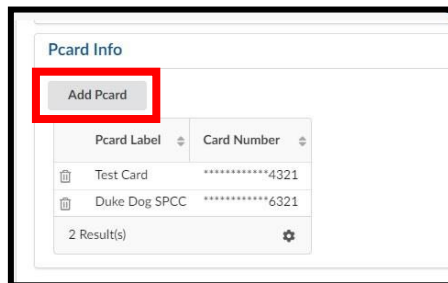 Pcard Info
Add Pcard
Pcard Label Card Number
Test Card ************4321
Duke Dog SPCC ************6321
2 Result(s)